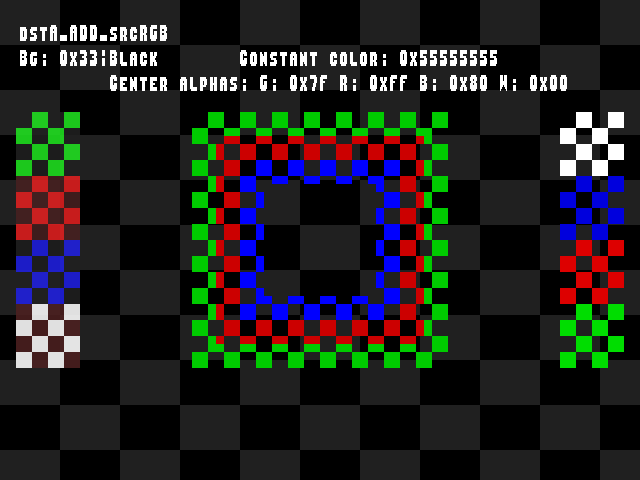 dstA_ADD_srcRGB
Bg: 0x33;Black Constant color: 0x55555555
Center alphas: G: 0x7f R: 0xff B: 0x80 W: 0x00